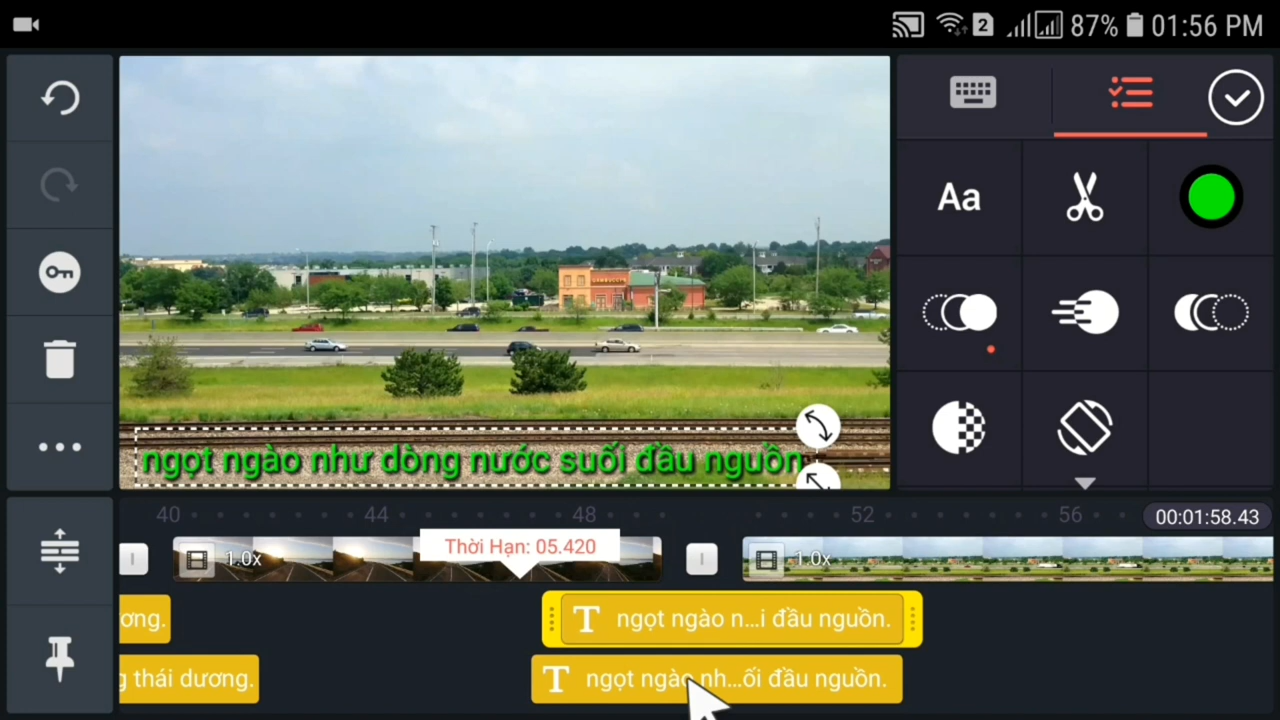 2 87% 01:56 PM
Aa
ngọt ngào như dòng nước suối đầu nguồn
40 44 48 52 56 00:01:58.43
1.0x
Thời Hạn: 05.420
1.0x
ơng.
T ngọt ngào n...i đầu nguồn.
g thái dương.
T ngọt ngào nh...ối đầu nguồn.